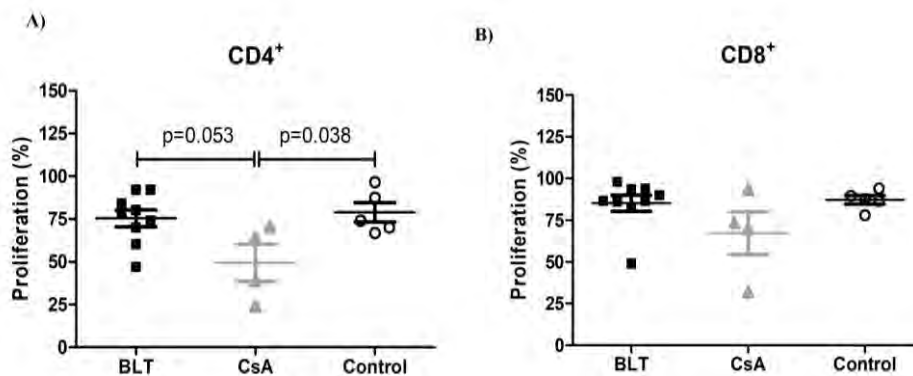 A)
CD4+
Proliferation (%)
150
125
100
75
50
25
0
p=0.053
p=0.038
BLT
CsA
Control
B)
CD8+
Proliferation (%)
150
125
100
75
50
25
0
BLT
CsA
Control